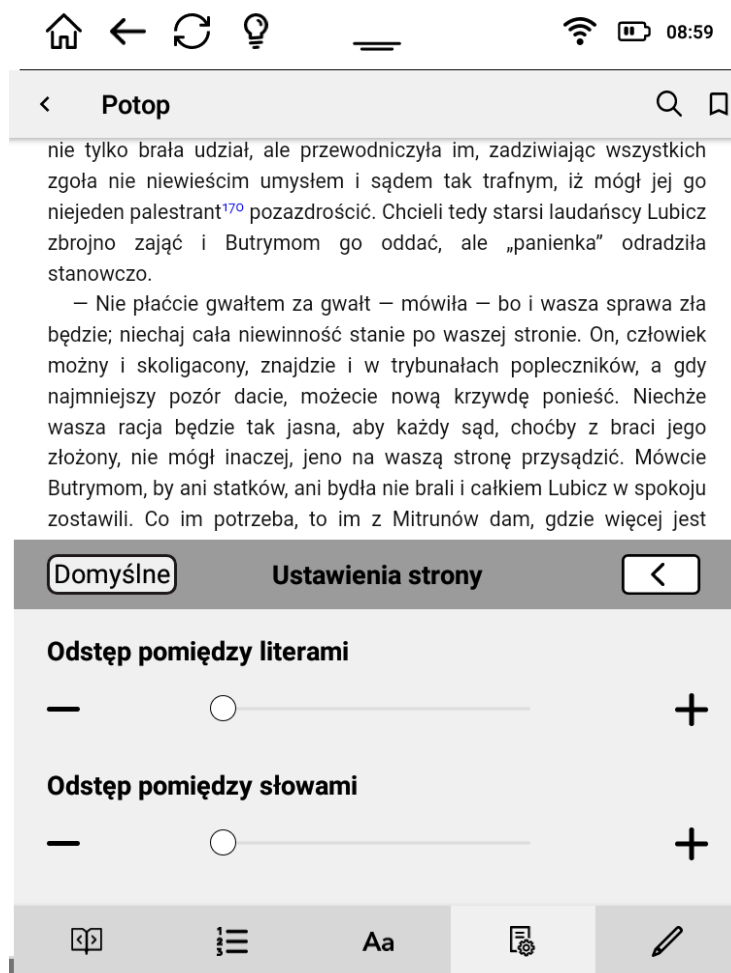 08:59
Potop
nie tylko brała udział, ale przewodniczyła im, zadziwiając wszystkich
zgoła nie niewieścim umysłem i sądem tak trafnym, iż mógł jej go
niejeden palestrant¹⁷⁰ pozazdrościć. Chcieli tedy starsi laudańscy Lubicz
zbrojno zająć i Butrymom go oddać, ale „panienka” odradziła
stanowczo.
— Nie płaćcie gwałtem za gwałt — mówiła — bo i wasza sprawa zła
będzie; niechaj cała niewinność stanie po waszej stronie. On, człowiek
możny i skoligacony, znajdzie i w trybunałach popleczników, a gdy
najmniejszy pozór dacie, możecie nową krzywdę ponieść. Niechże
wasza racja będzie tak jasna, aby każdy sąd, choćby z braci jego
złożony, nie mógł inaczej, jeno na waszą stronę przysądzić. Mówcie
Butrymom, by ani statków, ani bydła nie brali i całkiem Lubicz w spokoju
zostawili. Co im potrzeba, to im z Mitrunów dam, gdzie więcej jest
Domyślne Ustawienia strony
Odstęp pomiędzy literami
Odstęp pomiędzy słowami
Aa